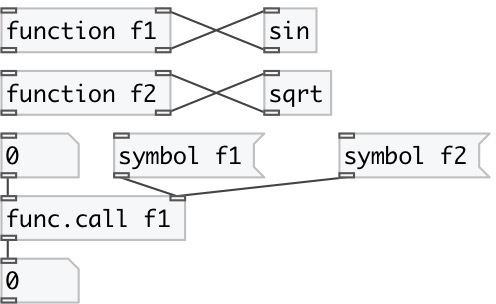 function f1 sin
function f2 sqrt
0 symbol f1 symbol f2
func.call f1
0